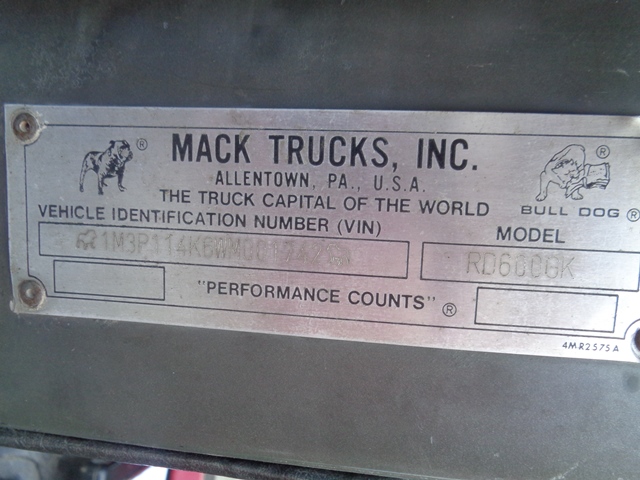 MACK TRUCKS, INC. ®
ALLENTOWN, PA., U.S.A.
THE TRUCK CAPITAL OF THE WORLD
® BULL DOG ®
VEHICLE IDENTIFICATION NUMBER (VIN)
MODEL
RD690GK
"PERFORMANCE COUNTS" ®
4MR2575A